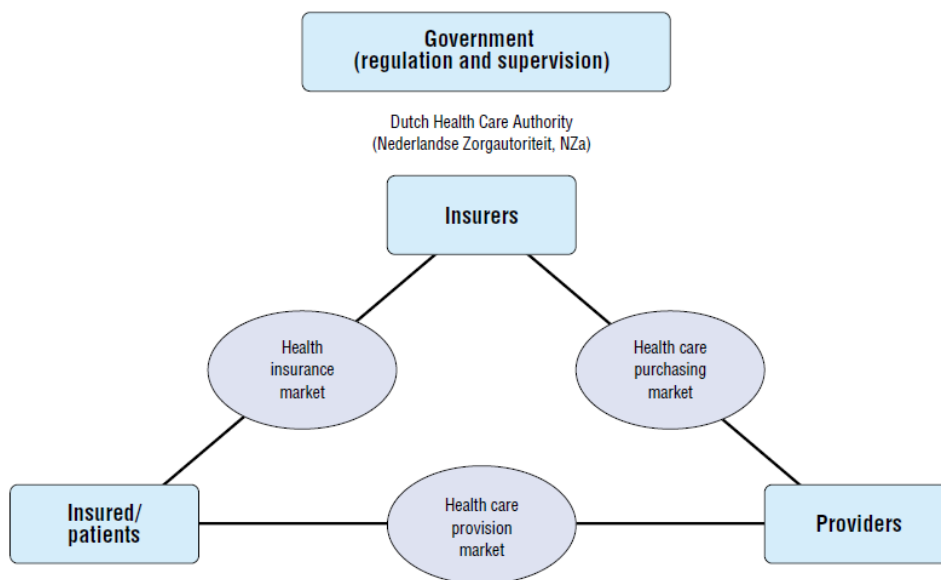 Government
(regulation and supervision)
Dutch Health Care Authority
(Nederlandse Zorgautoriteit, NZa)
Insurers
Health
insurance
market
Health care
purchasing
market
Insured/
patients
Health care
provision
market
Providers